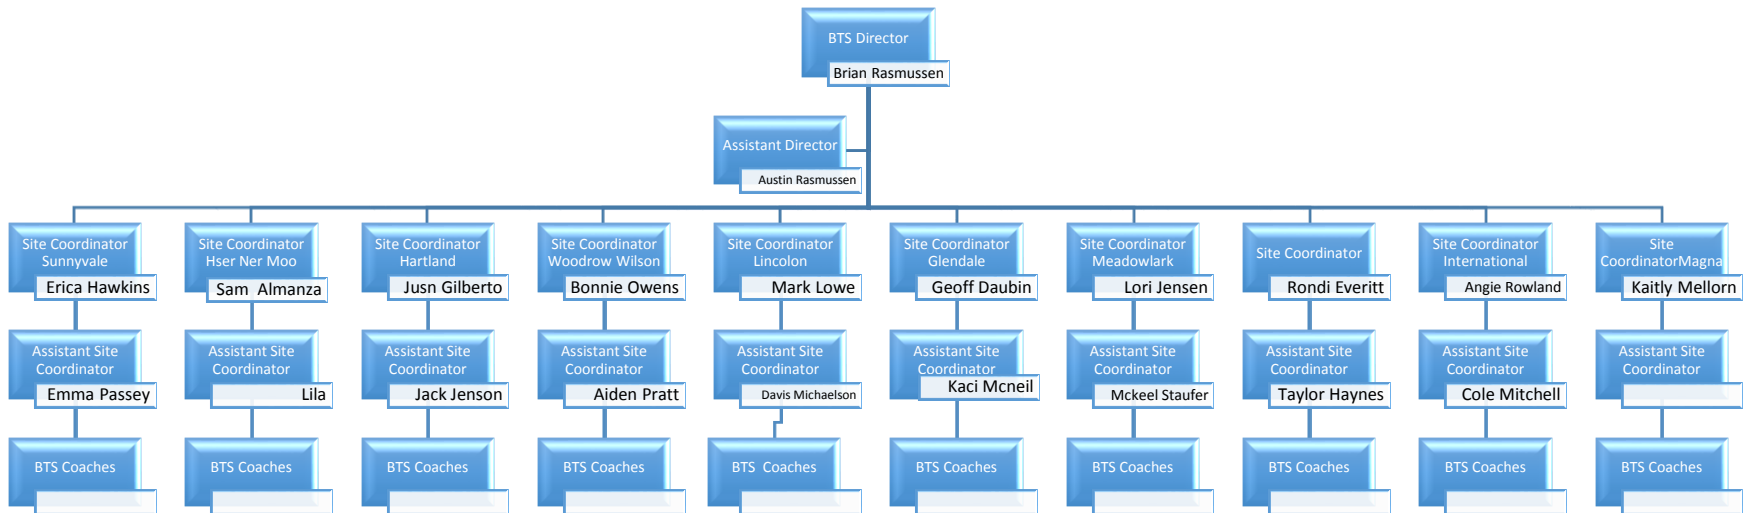 BTS Director
Brian Rasmussen
Assistant Director
Austin Rasmussen
Site Coordinator
Sunnyvale
Erica Hawkins
Site Coordinator
Hser Ner Moo
Sam Almanza
Site Coordinator
Hartland
Jusn Gilberto
Site Coordinator
Woodrow Wilson
Bonnie Owens
Site Coordinator
Lincolon
Mark Lowe
Site Coordinator
Glendale
Geoff Daubin
Site Coordinator
Meadowlark
Lori Jensen
Site Coordinator
Rondi Everitt
Site Coordinator
International
Angie Rowland
Site
CoordinatorMagna
Kaitly Mellorn
Assistant Site
Coordinator
Emma Passey
Assistant Site
Coordinator
Lila
Assistant Site
Coordinator
Jack Jenson
Assistant Site
Coordinator
Aiden Pratt
Assistant Site
Coordinator
Davis Michaelson
Assistant Site
Coordinator
Kaci Mcneil
Assistant Site
Coordinator
Mckeel Staufer
Assistant Site
Coordinator
Taylor Haynes
Assistant Site
Coordinator
Cole Mitchell
Assistant Site
Coordinator
BTS Coaches
BTS Coaches
BTS Coaches
BTS Coaches
BTS Coaches
BTS Coaches
BTS Coaches
BTS Coaches
BTS Coaches
BTS Coaches